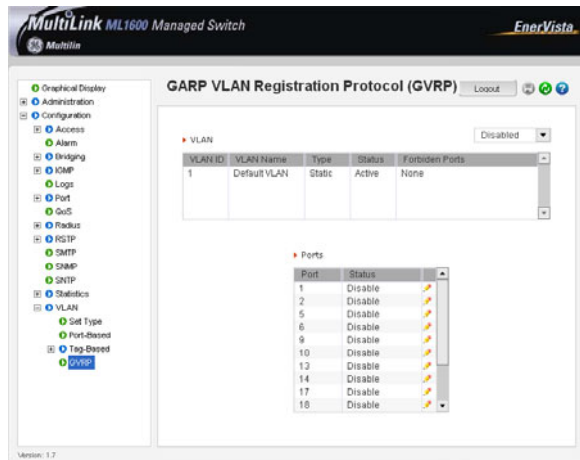 MultiLink ML1600 Managed Switch
EnerVista
Multilin
Graphical Display
Administration
Configuration
Access
Alarm
Bridging
IGMP
Logs
Port
QoS
Radius
RSTP
SMTP
SNMP
SNTP
Statistics
VLAN
Set Type
Port-Based
Tag-Based
GVRP
GARP VLAN Registration Protocol (GVRP)
Logout
VLAN
Disabled
VLAN ID VLAN Name Type Status Forbiden Ports
1 Default VLAN Static Active None
Ports
Port Status
1 Disable
2 Disable
5 Disable
6 Disable
9 Disable
10 Disable
13 Disable
14 Disable
17 Disable
18 Disable
Version: 1.7